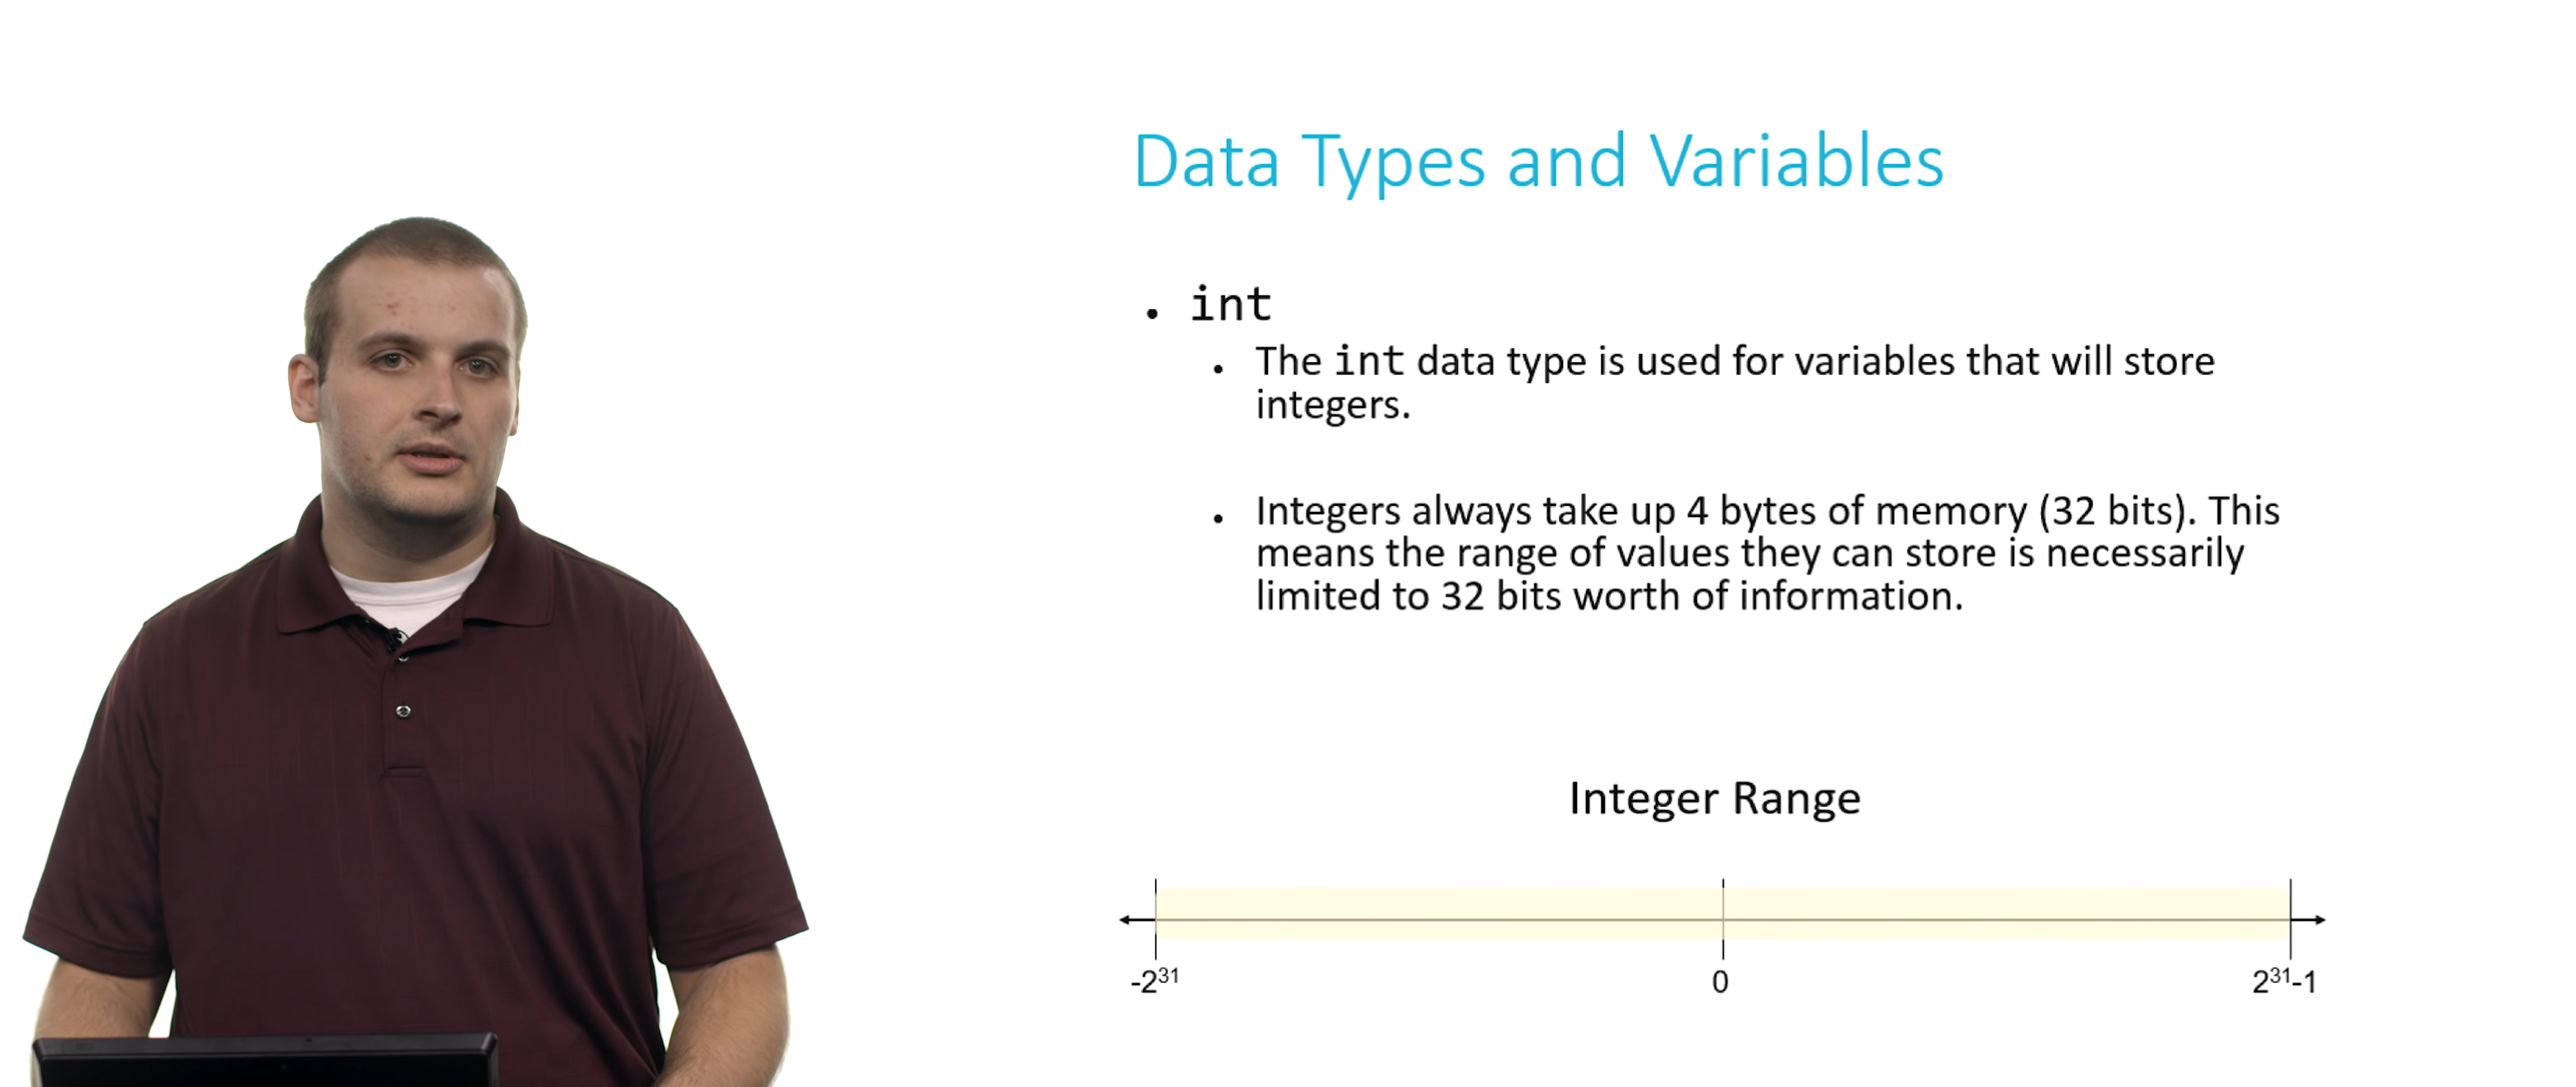 Data Types and Variables
• int
• The int data type is used for variables that will store
integers.
• Integers always take up 4 bytes of memory (32 bits). This
means the range of values they can store is necessarily
limited to 32 bits worth of information.
Integer Range
-2³¹ 0 2³¹-1